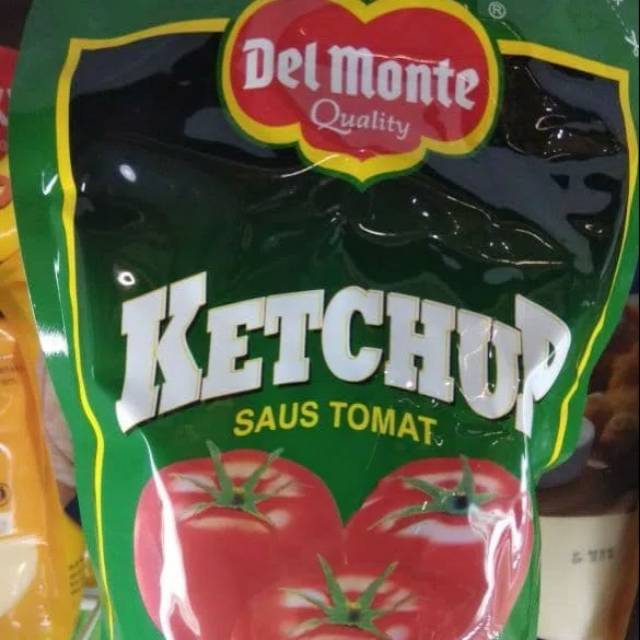 Del Monte
®
Quality
KETCHUP
SAUS TOMAT